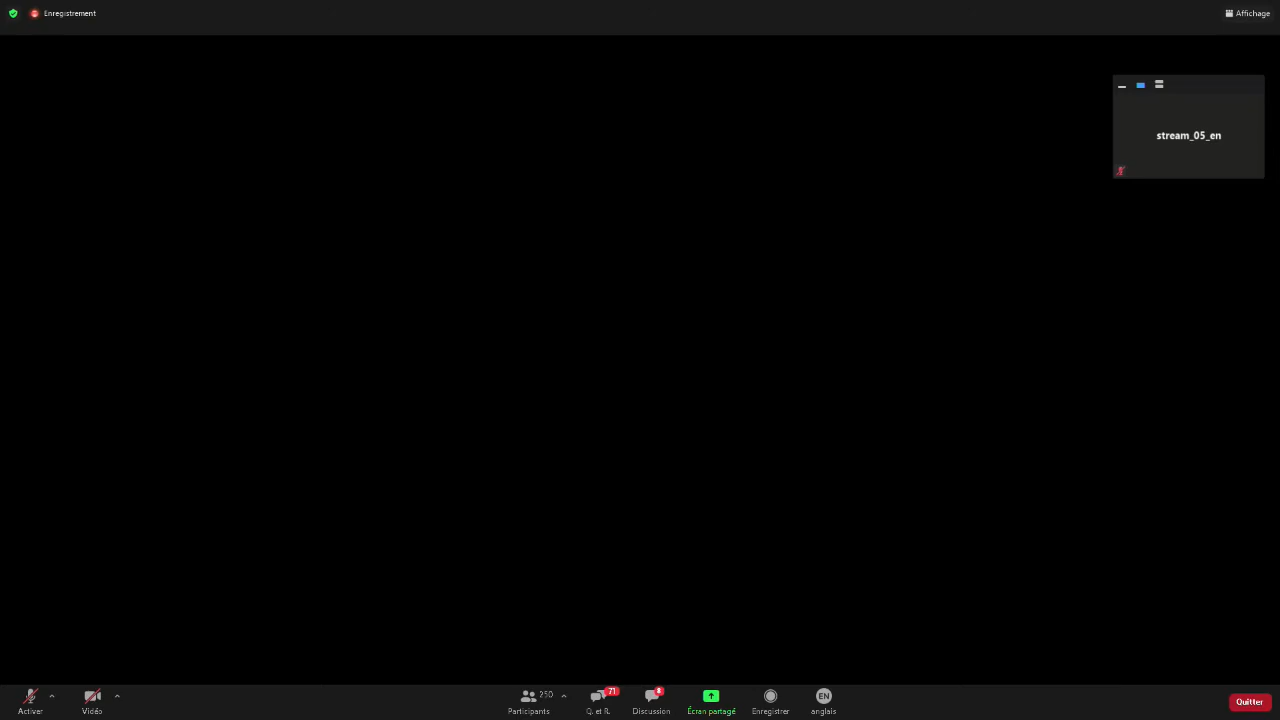 Enregistrement
Affichage
stream_05_en
Activer
Vidéo
Participants
250
Q. et R.
71
Discussion
8
Écran partagé
Enregistrer
EN
anglais
Quitter